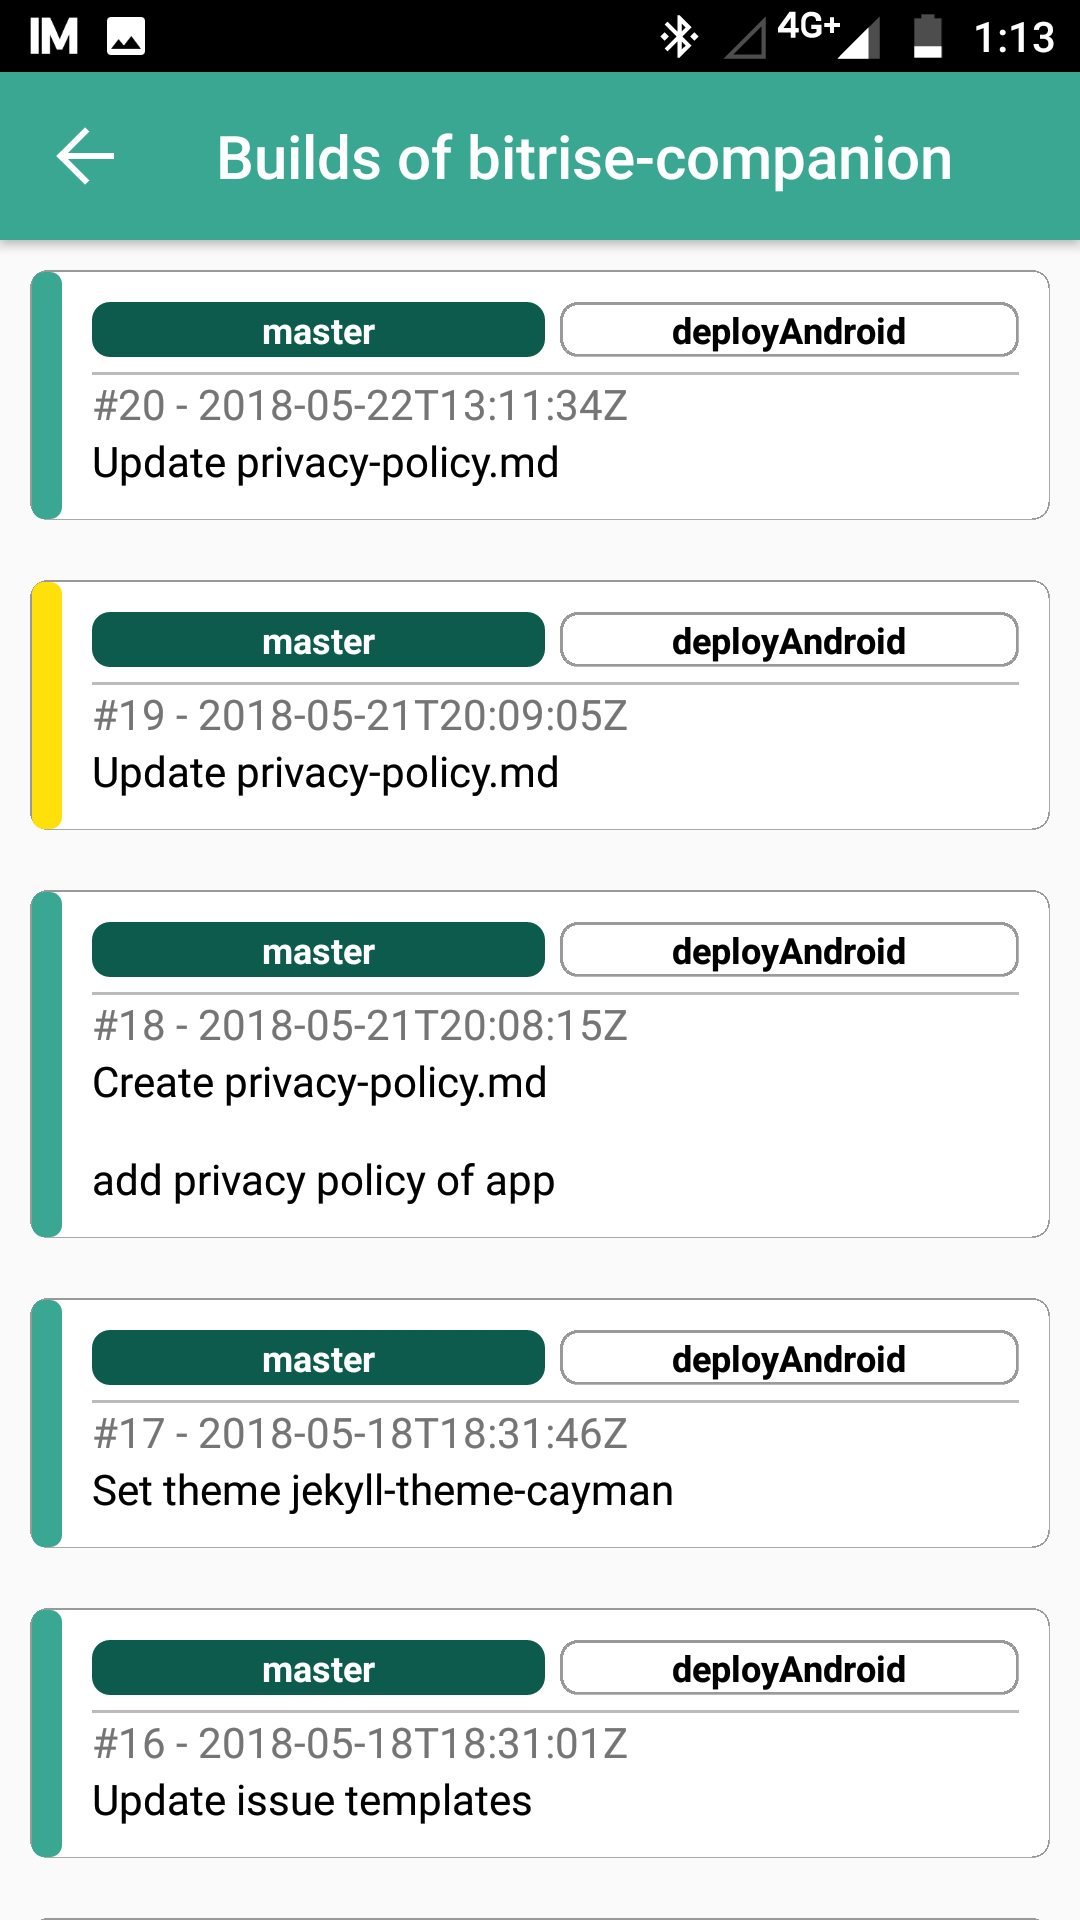 IM 4G+ 1:13
Builds of bitrise-companion
master deployAndroid
#20 - 2018-05-22T13:11:34Z
Update privacy-policy.md
master deployAndroid
#19 - 2018-05-21T20:09:05Z
Update privacy-policy.md
master deployAndroid
#18 - 2018-05-21T20:08:15Z
Create privacy-policy.md
add privacy policy of app
master deployAndroid
#17 - 2018-05-18T18:31:46Z
Set theme jekyll-theme-cayman
master deployAndroid
#16 - 2018-05-18T18:31:01Z
Update issue templates